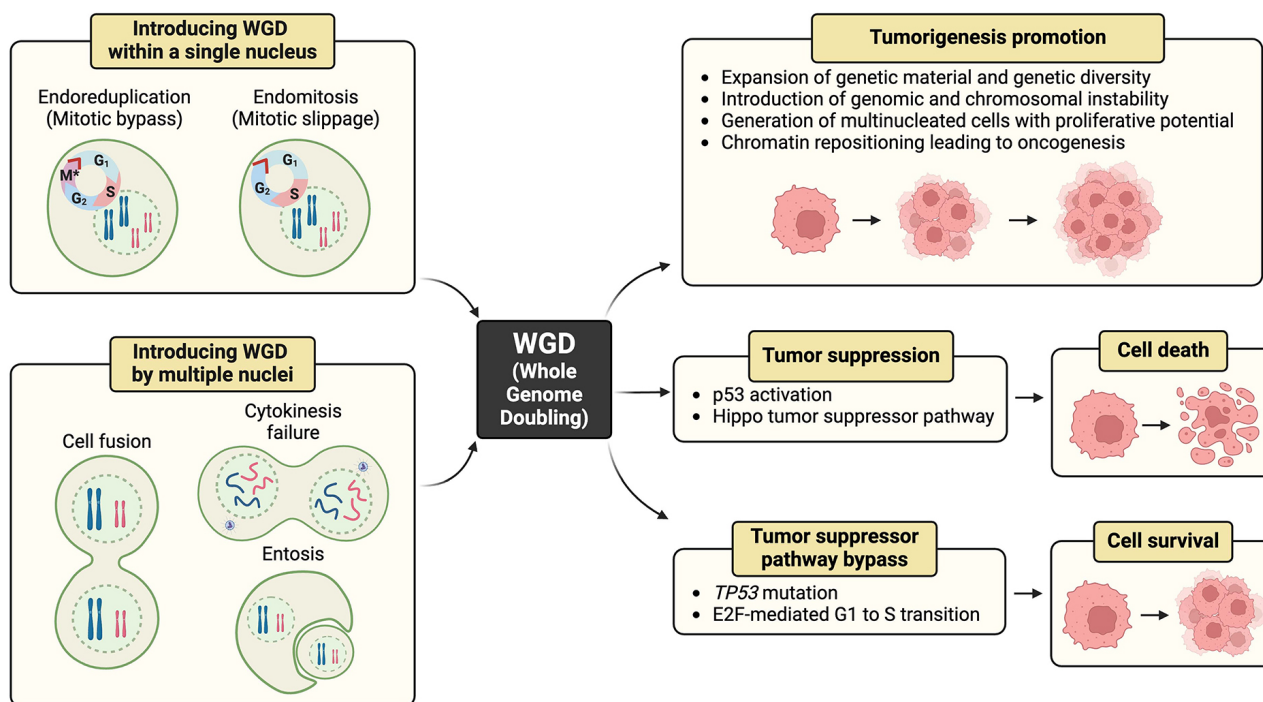 Introducing WGD
within a single nucleus
Endoreduplication
(Mitotic bypass)
Endomitosis
(Mitotic slippage)
G₁
M*
S
G₂
G₁
G₂
S
Introducing WGD
by multiple nuclei
Cell fusion
Cytokinesis
failure
Entosis
WGD
(Whole
Genome
Doubling)
Tumorigenesis promotion
• Expansion of genetic material and genetic diversity
• Introduction of genomic and chromosomal instability
• Generation of multinucleated cells with proliferative potential
• Chromatin repositioning leading to oncogenesis
Tumor suppression
• p53 activation
• Hippo tumor suppressor pathway
Cell death
Tumor suppressor
pathway bypass
• TP53 mutation
• E2F-mediated G1 to S transition
Cell survival